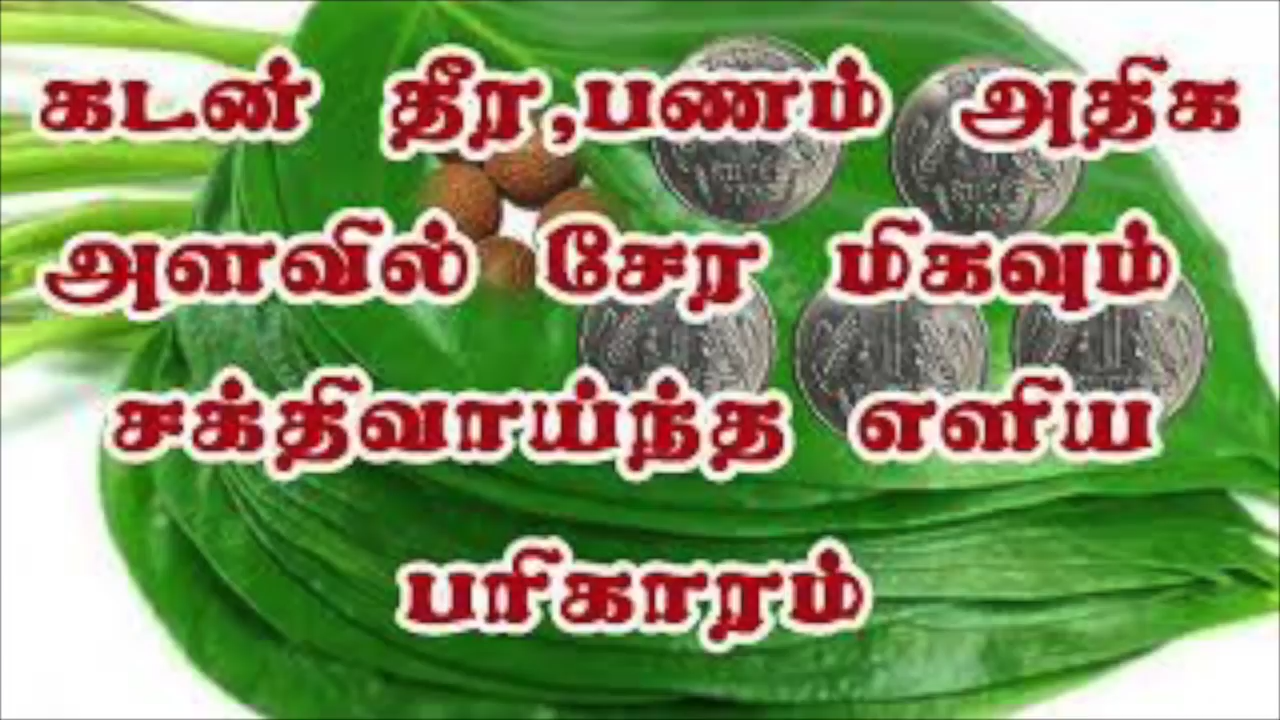 கடன் தீர,பணம் அதிக
அளவில் சேர மிகவும்
சக்திவாய்ந்த எளிய
பரிகாரம்